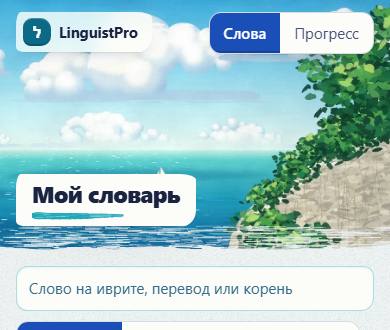 ל LinguistPro
Слова Прогресс
Мой словарь
Слово на иврите, перевод или корень